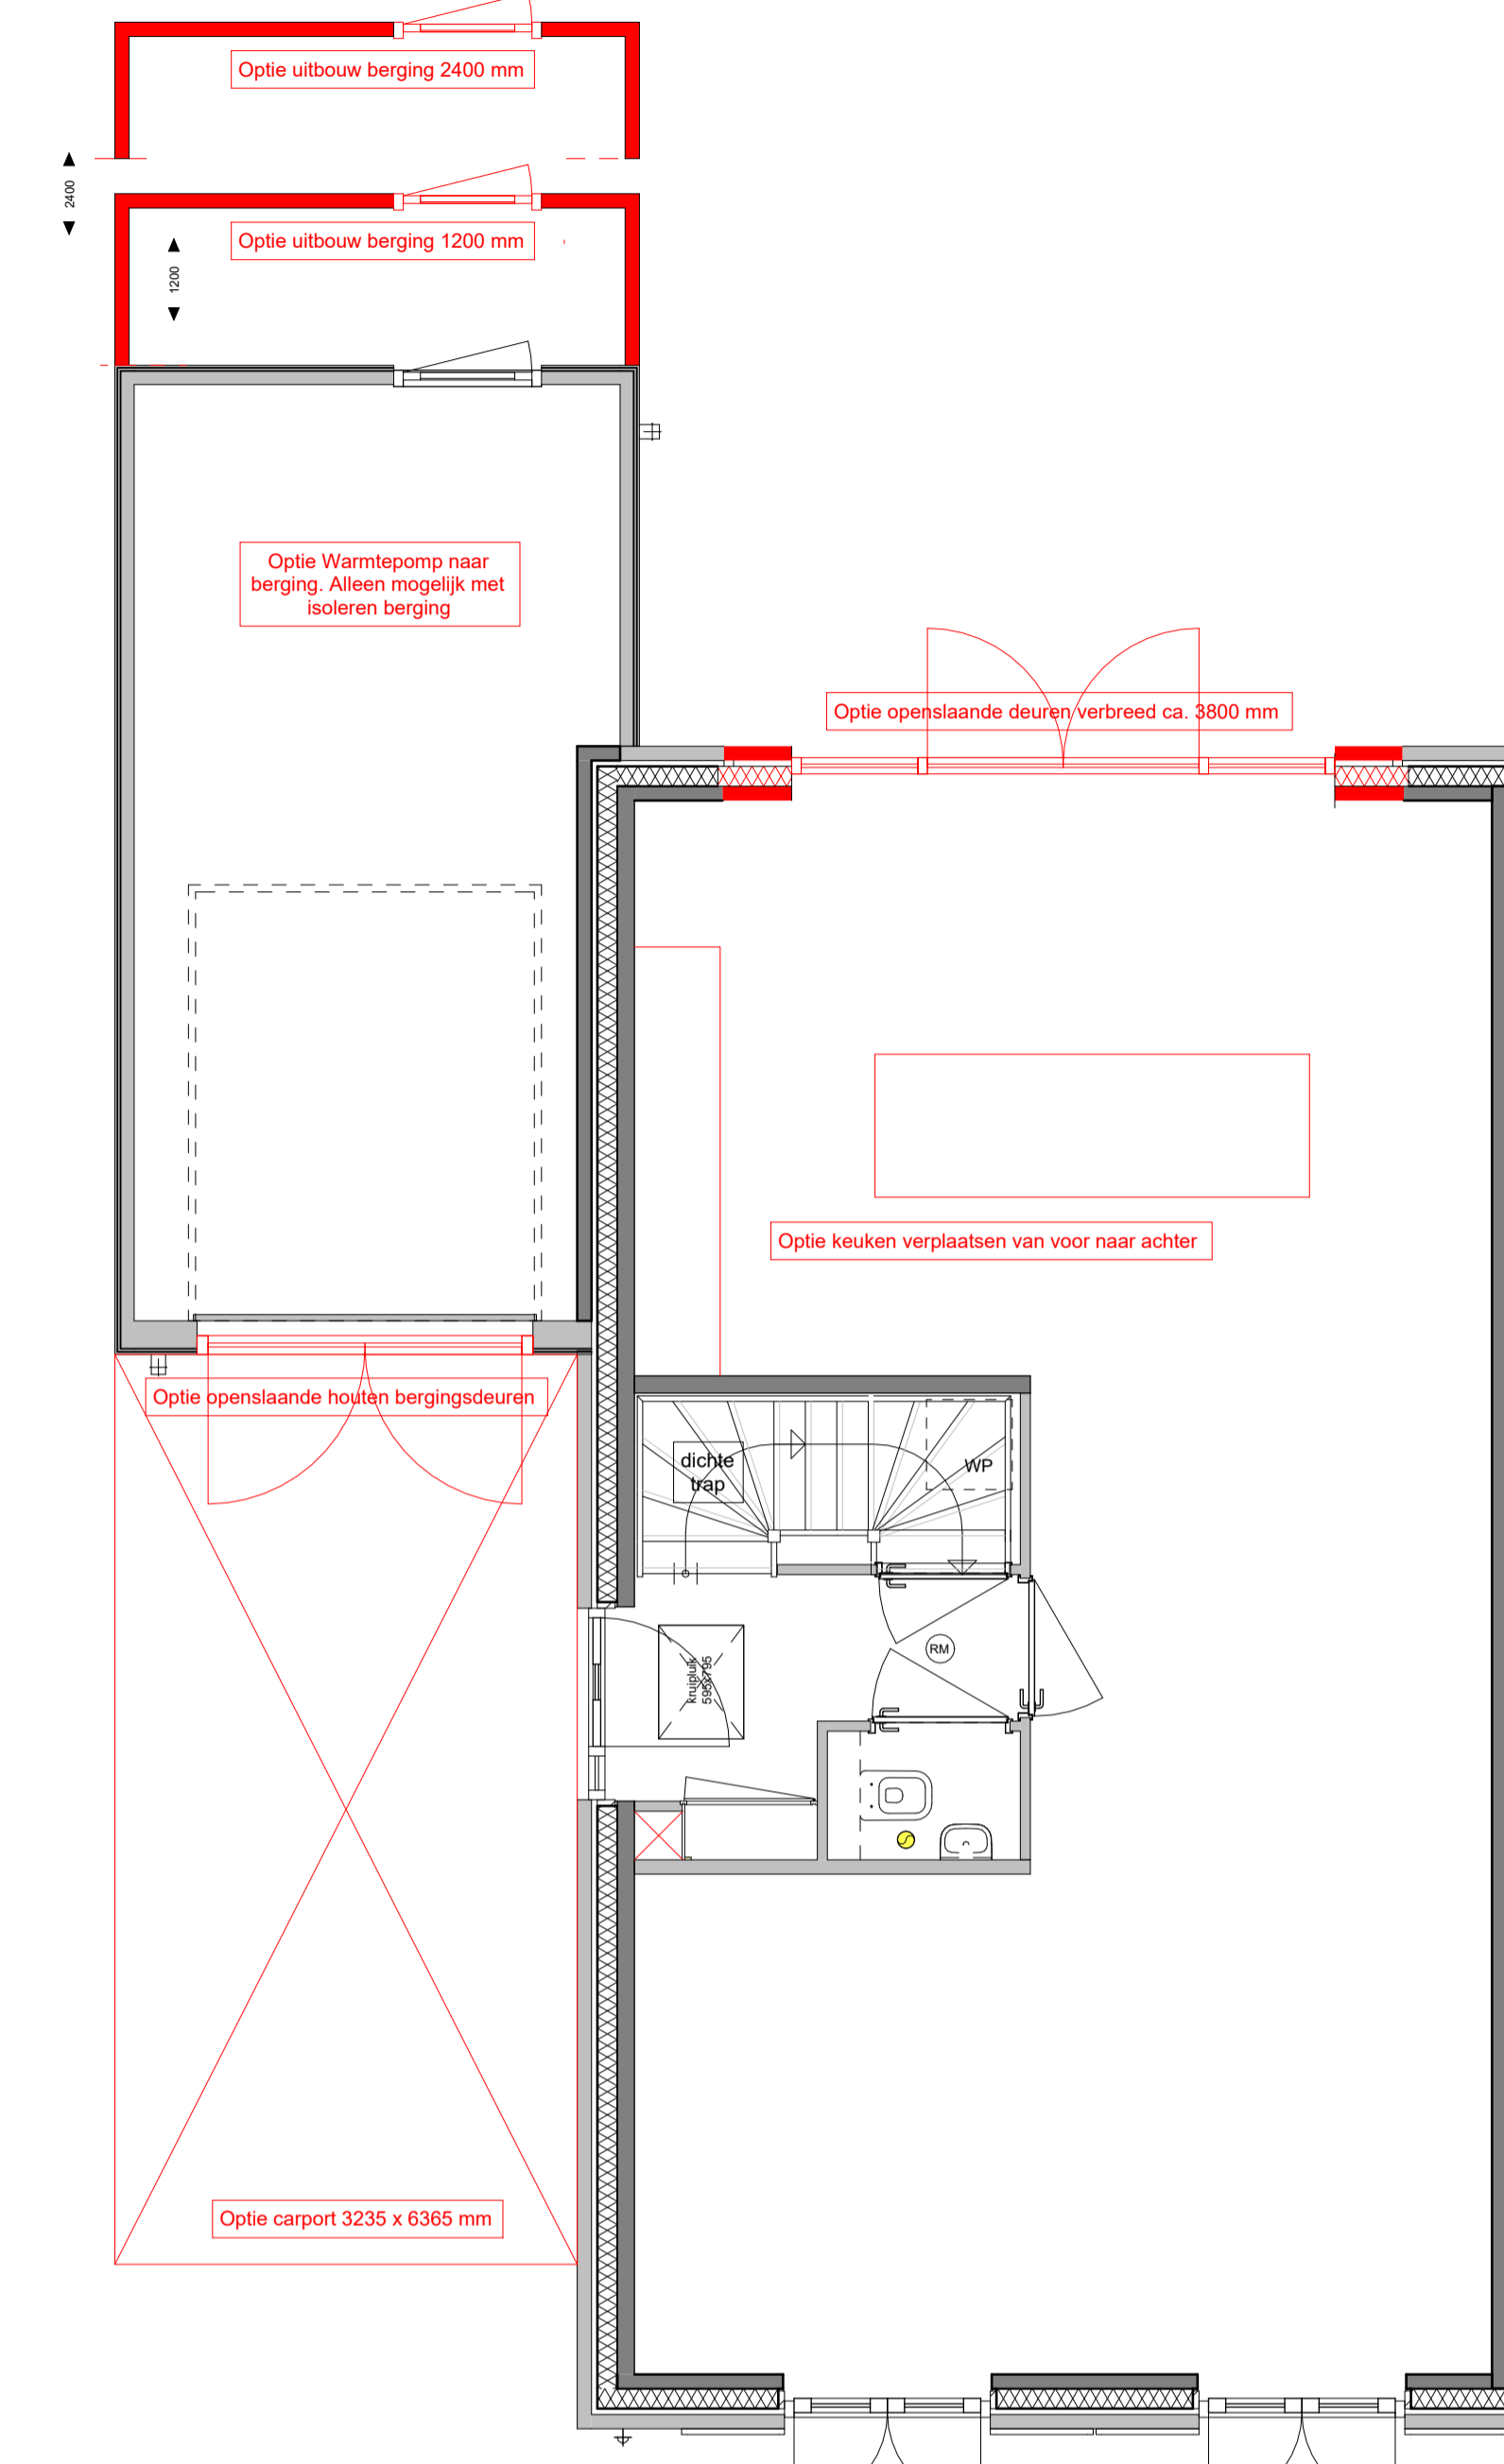 Optie uitbouw berging 2400 mm
2400
Optie uitbouw berging 1200 mm
1200
Optie Warmtepomp naar
berging. Alleen mogelijk met
isoleren berging
Optie openslaande deuren verbreed ca. 3800 mm
Optie keuken verplaatsen van voor naar achter
Optie openslaande houten bergingsdeuren
dichte
trap
WP
RM
kruipluik
595x795
Optie carport 3235 x 6365 mm